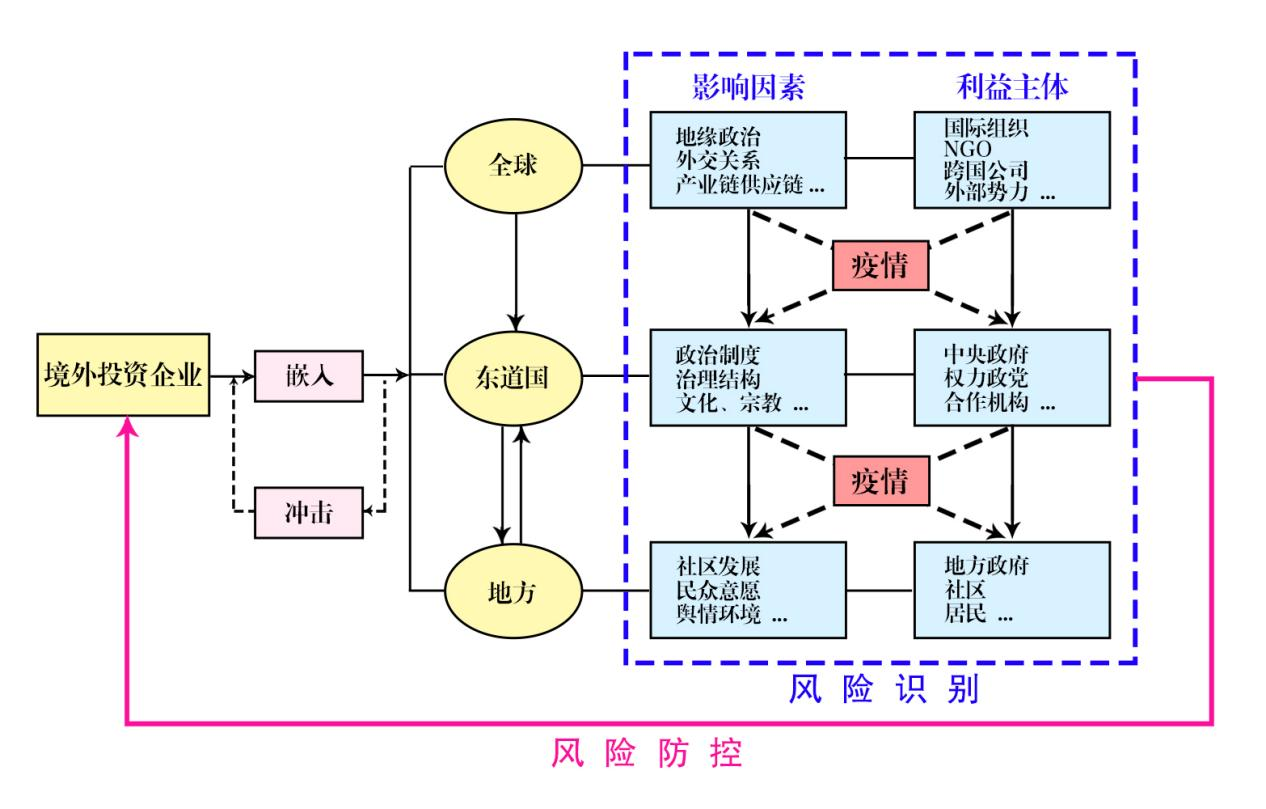 影响因素
利益主体
地缘政治
外交关系
产业链供应链 ...
国际组织
NGO
跨国公司
外部势力 ...
全球
疫情
境外投资企业
嵌入
东道国
政治制度
治理结构
文化、宗教 ...
中央政府
权力政党
合作机构 ...
疫情
冲击
地方
社区发展
民众意愿
舆情环境 ...
地方政府
社区
居民 ...
风险识别
风险防控